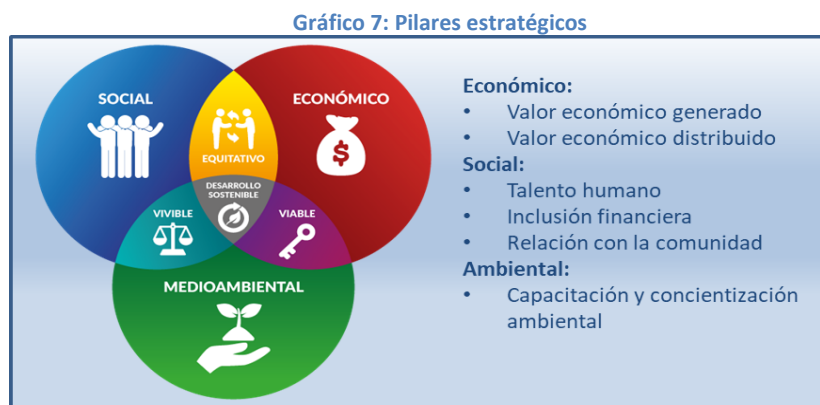 Gráfico 7: Pilares estratégicos
SOCIAL
ECONÓMICO
$
EQUITATIVO
DESARROLLO
SOSTENIBLE
VIVIBLE
VIABLE
MEDIOAMBIENTAL
Económico:
• Valor económico generado
• Valor económico distribuido
Social:
• Talento humano
• Inclusión financiera
• Relación con la comunidad
Ambiental:
• Capacitación y concientización
ambiental